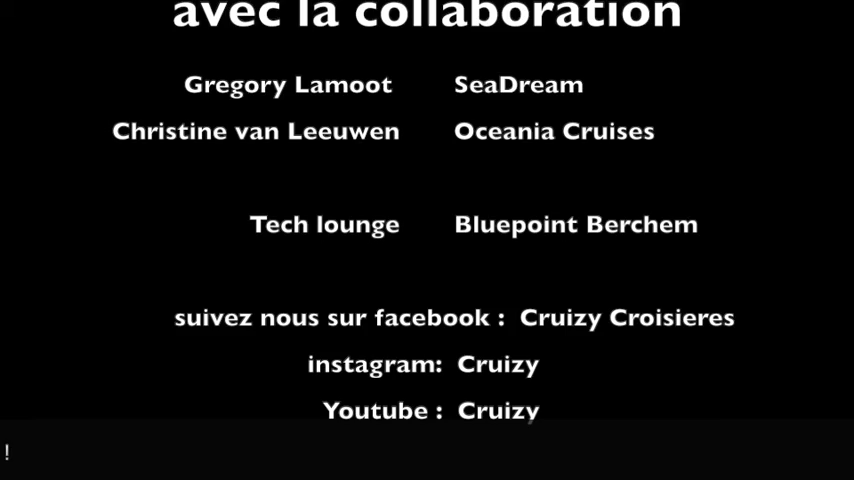 avec la collaboration
Gregory Lamoot SeaDream
Christine van Leeuwen Oceania Cruises
Tech lounge Bluepoint Berchem
suivez nous sur facebook : Cruizy Croisieres
instagram: Cruizy
Youtube : Cruizy
!